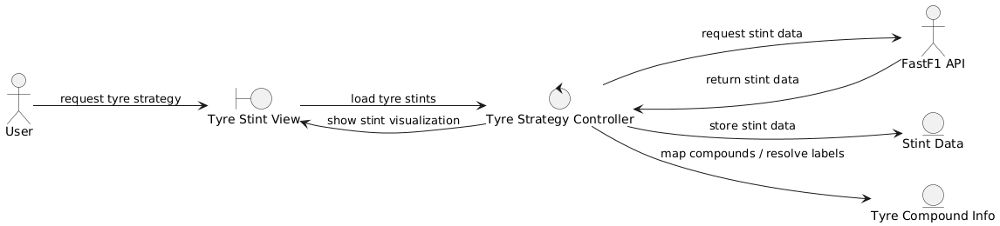 request stint data
FastF1 API
return stint data
request tyre strategy
load tyre stints
User
Tyre Stint View
show stint visualization
Tyre Strategy Controller
store stint data
Stint Data
map compounds / resolve labels
Tyre Compound Info